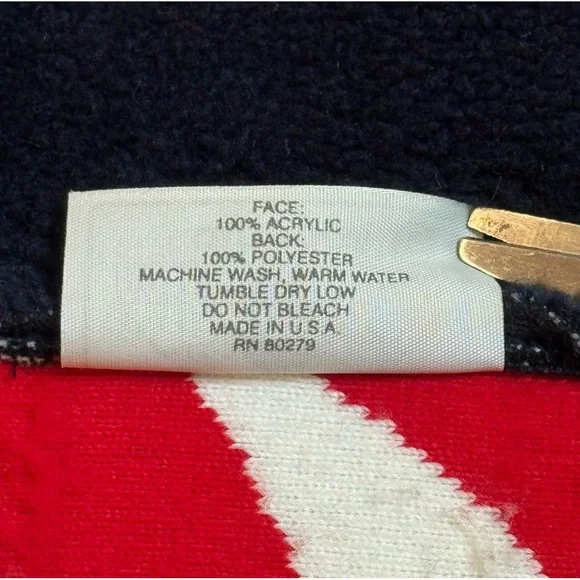 FACE:
100% ACRYLIC
BACK:
100% POLYESTER
MACHINE WASH, WARM WATER
TUMBLE DRY LOW
DO NOT BLEACH
MADE IN U.S.A.
RN 80279